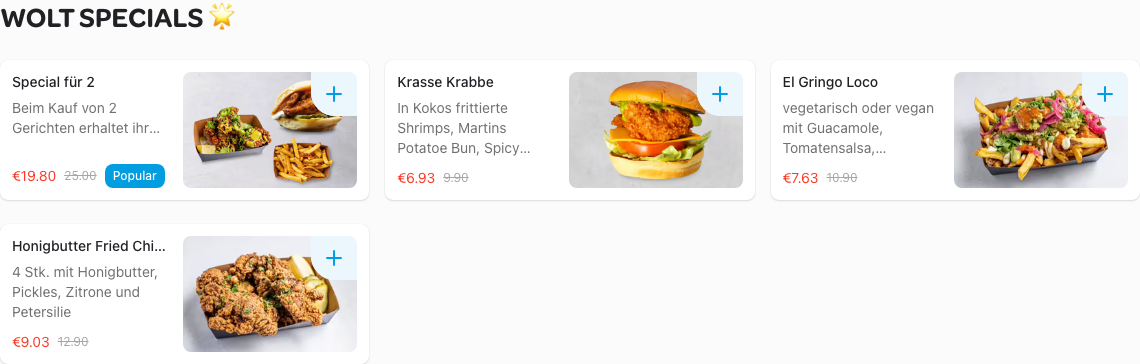 WOLT SPECIALS 🌟
Special für 2
Beim Kauf von 2
Gerichten erhaltet ihr...
€19.80 25.00 Popular
Krasse Krabbe
In Kokos frittierte
Shrimps, Martins
Potatoe Bun, Spicy...
€6.93 9.90
El Gringo Loco
vegetarisch oder vegan
mit Guacamole,
Tomatensalsa,...
€7.63 10.90
Honigbutter Fried Chi...
4 Stk. mit Honigbutter,
Pickles, Zitrone und
Petersilie
€9.03 12.90